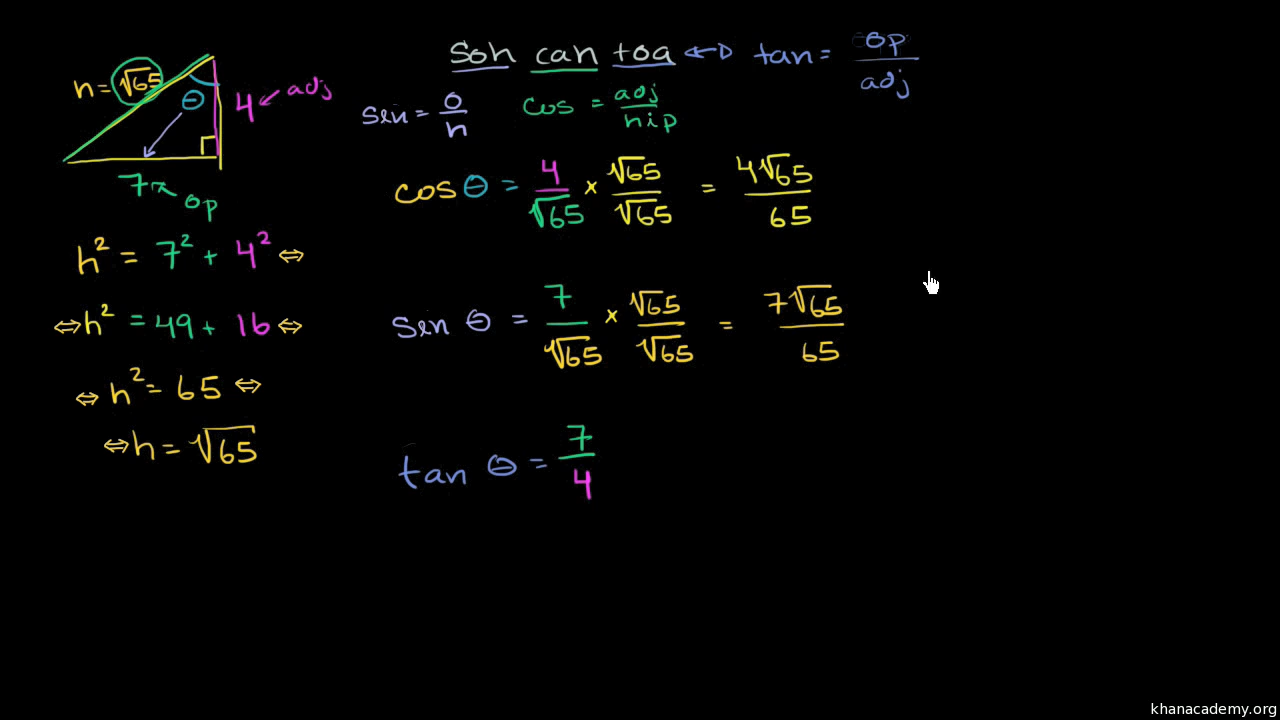 Soh cah toa ⟺ tan = op/adj
h = √65
θ
4 ← adj
sen = o/h
cos = adj/hip
7
op
cos θ = 4/√65 × √65/√65 = 4√65/65
h² = 7² + 4² ⇔
sen θ = 7/√65 × √65/√65 = 7√65/65
⇔ h² = 49 + 16 ⇔
⇔ h² = 65 ⇔
⇔ h = √65
tan θ = 7/4
khanacademy.org